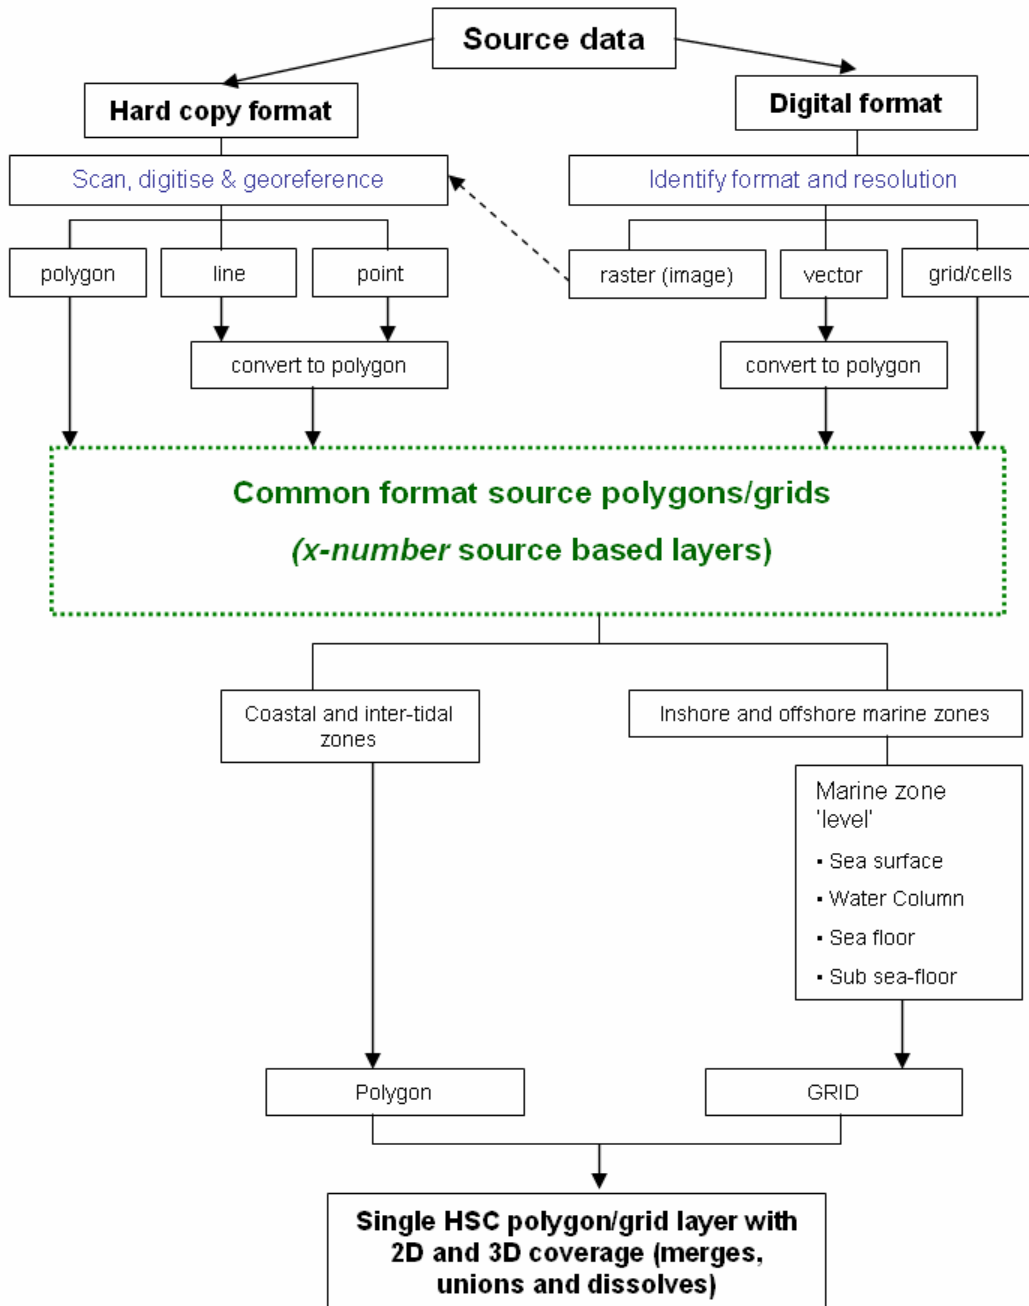 Source data
Hard copy format
Digital format
Scan, digitise & georeference
Identify format and resolution
polygon
line
point
raster (image)
vector
grid/cells
convert to polygon
convert to polygon
Common format source polygons/grids
(x-number source based layers)
Coastal and inter-tidal
zones
Inshore and offshore marine zones
Marine zone
'level'
▪ Sea surface
▪ Water Column
▪ Sea floor
▪ Sub sea-floor
Polygon
GRID
Single HSC polygon/grid layer with
2D and 3D coverage (merges,
unions and dissolves)